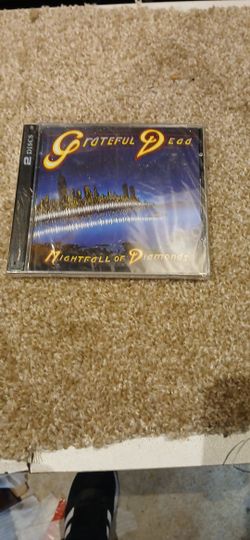 2 DISCS
Grateful Dead
Nightfall of Diamonds